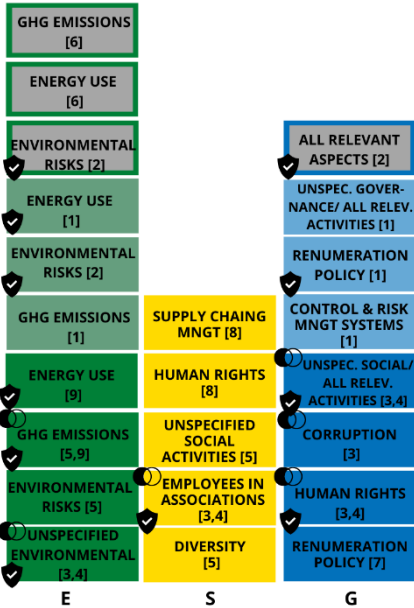 GHG EMISSIONS
[6]
ENERGY USE
[6]
ENVIRONMENTAL
RISKS [2]
ENERGY USE
[1]
ENVIRONMENTAL
RISKS [2]
GHG EMISSIONS
[1]
ENERGY USE
[9]
GHG EMISSIONS
[5,9]
ENVIRONMENTAL
RISKS [5]
UNSPECIFIED
ENVIRONMENTAL
[3,4]
E
SUPPLY CHAING
MNGT [8]
HUMAN RIGHTS
[8]
UNSPECIFIED
SOCIAL
ACTIVITIES [5]
EMPLOYEES IN
ASSOCIATIONS
[3,4]
DIVERSITY
[5]
S
ALL RELEVANT
ASPECTS [2]
UNSPEC. GOVER-
NANCE/ ALL RELEV.
ACTIVITIES [1]
RENUMERATION
POLICY [1]
CONTROL & RISK
MNGT SYSTEMS
[1]
UNSPEC. SOCIAL/
ALL RELEV.
ACTIVITIES [3,4]
CORRUPTION
[3]
HUMAN RIGHTS
[3,4]
RENUMERATION
POLICY [7]
G